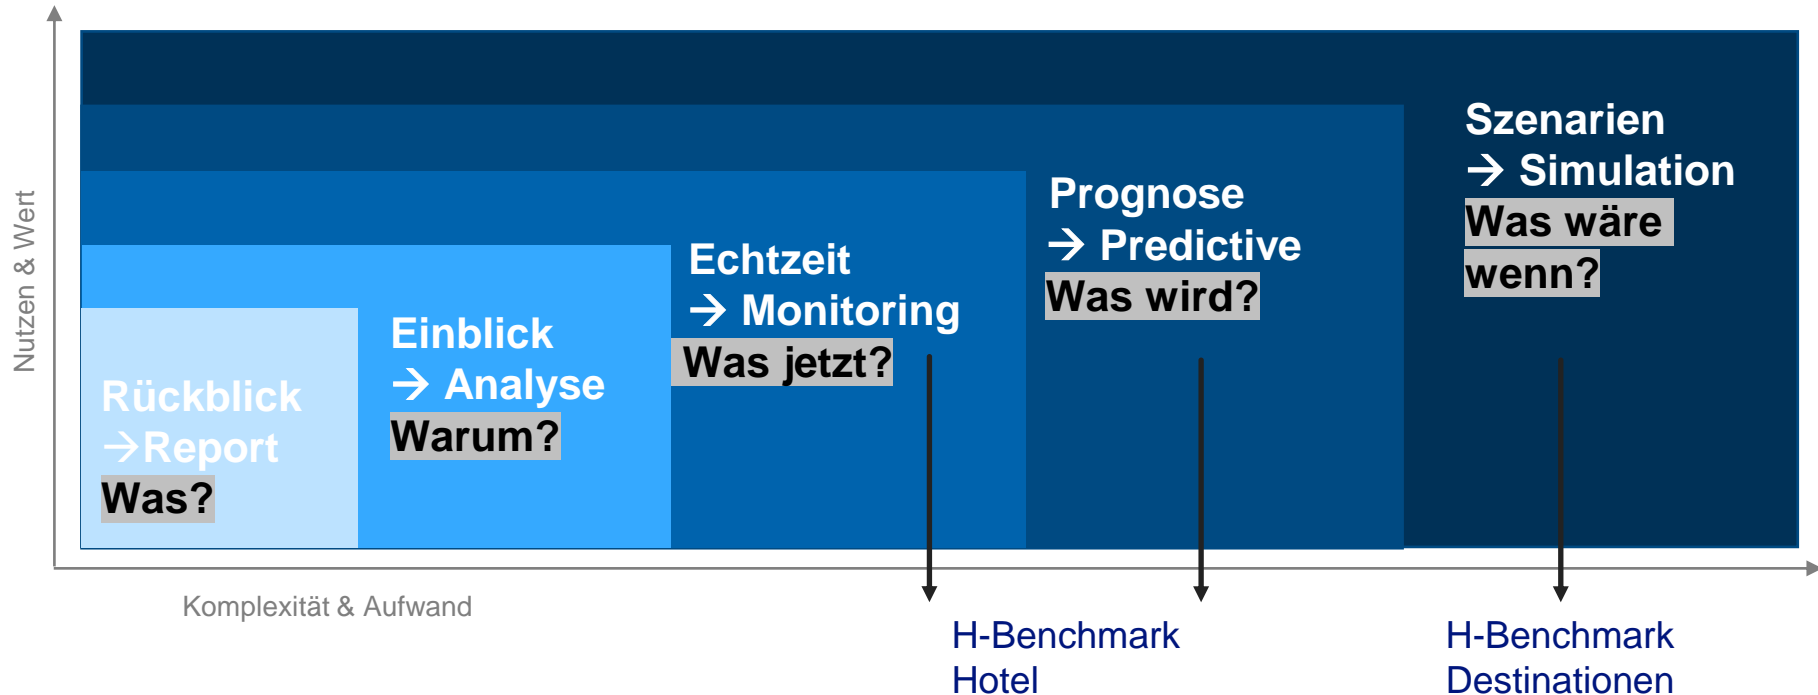 Nutzen & Wert
Rückblick
→Report
Was?
Einblick
→ Analyse
Warum?
Echtzeit
→ Monitoring
Was jetzt?
Prognose
→ Predictive
Was wird?
Szenarien
→ Simulation
Was wäre
wenn?
Komplexität & Aufwand
H-Benchmark
Hotel
H-Benchmark
Destinationen